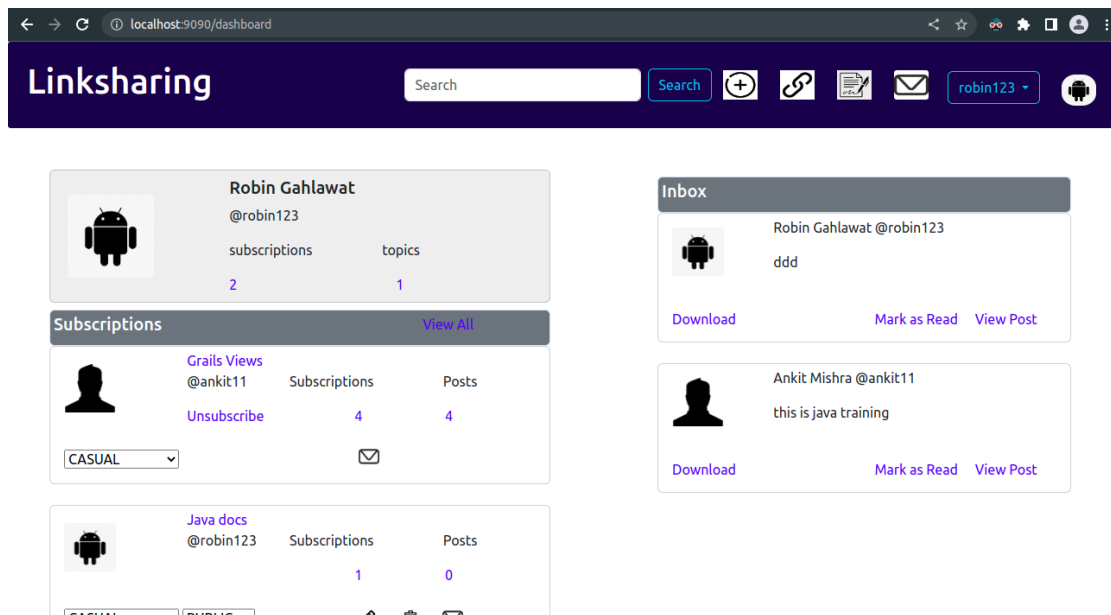 localhost:9090/dashboard
Linksharing
Search
Search
robin123
Robin Gahlawat
@robin123
subscriptions topics
2 1
Subscriptions View All
Grails Views
@ankit11 Subscriptions Posts
Unsubscribe 4 4
CASUAL
Java docs
@robin123 Subscriptions Posts
1 0
CASUAL PUBLIC
Inbox
Robin Gahlawat @robin123
ddd
Download Mark as Read View Post
Ankit Mishra @ankit11
this is java training
Download Mark as Read View Post